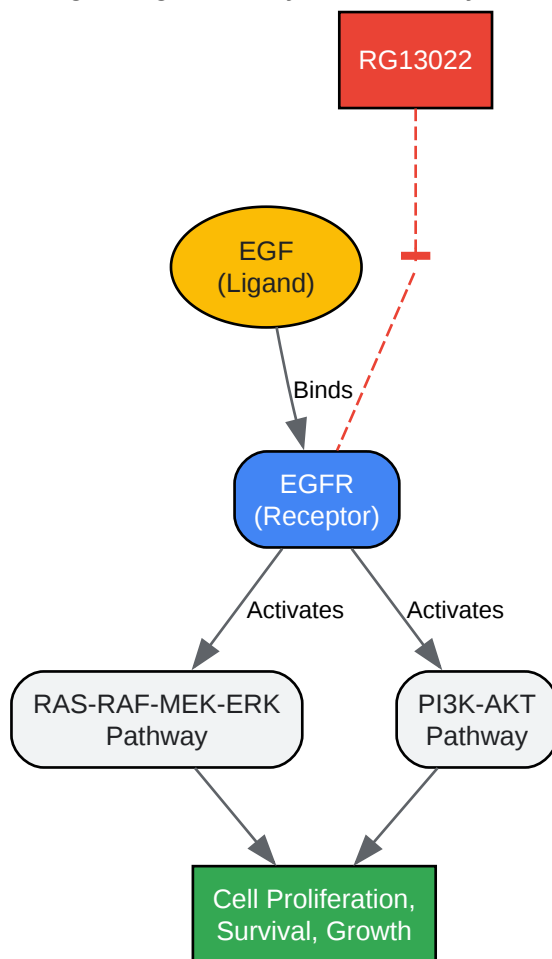 RG13022
EGF
(Ligand)
Binds
EGFR
(Receptor)
Activates
Activates
RAS-RAF-MEK-ERK
Pathway
PI3K-AKT
Pathway
Cell Proliferation,
Survival, Growth